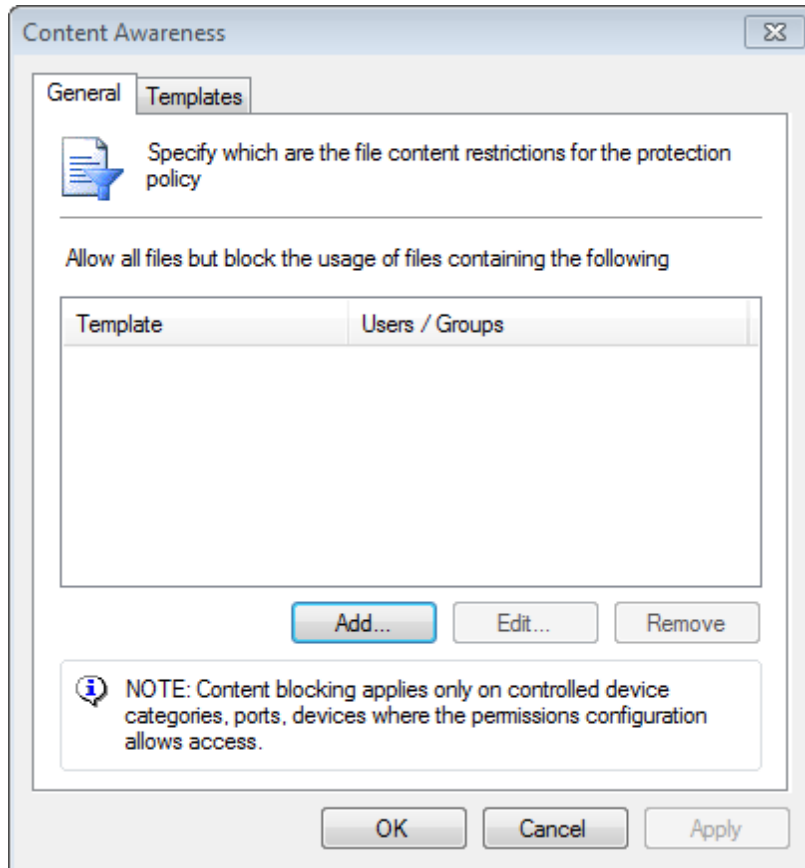 Content Awareness
General
Templates
Specify which are the file content restrictions for the protection
policy
Allow all files but block the usage of files containing the following
Template
Users / Groups
Add...
Edit...
Remove
NOTE: Content blocking applies only on controlled device
categories, ports, devices where the permissions configuration
allows access.
OK
Cancel
Apply